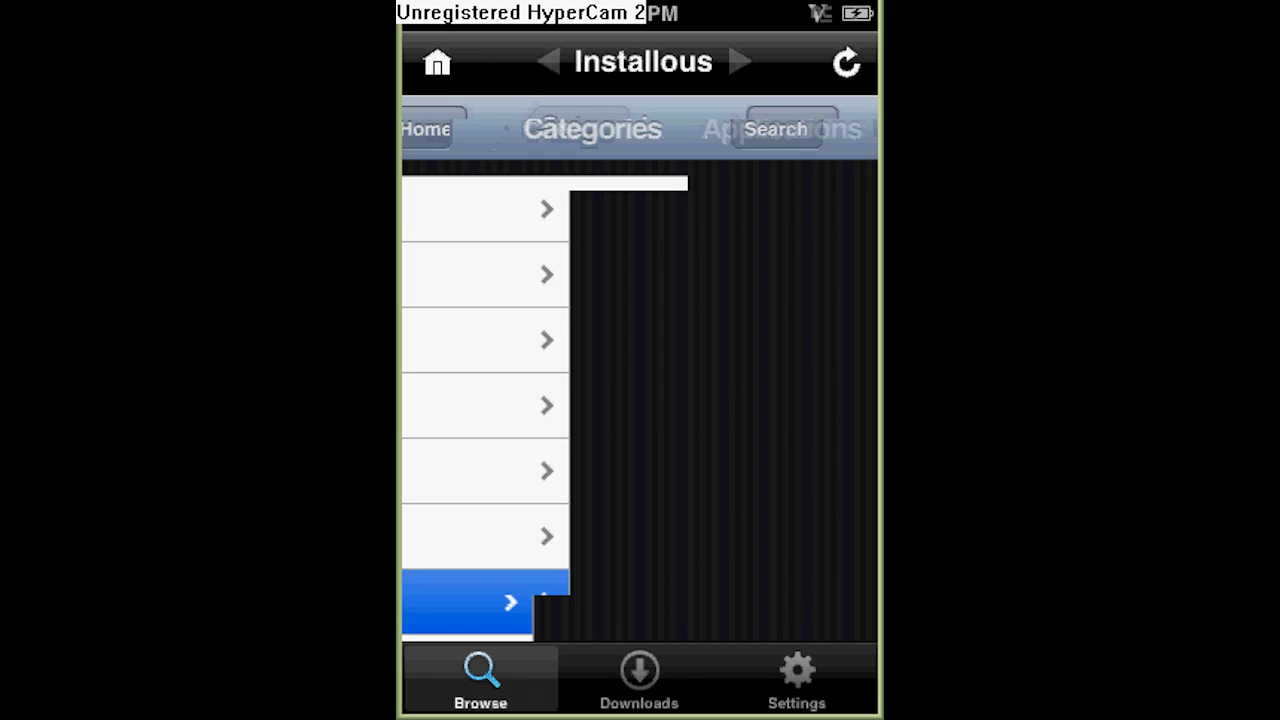 Unregistered HyperCam 2 PM
Installous
Home Categories Applications Search
Browse Downloads Settings